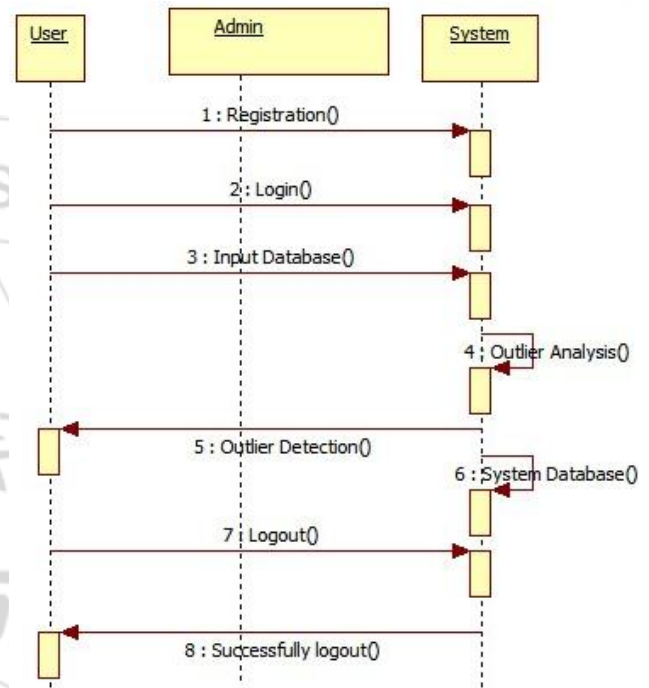 User
Admin
System
1 : Registration()
2 : Login()
3 : Input Database()
4 : Outlier Analysis()
5 : Outlier Detection()
6 : System Database()
7 : Logout()
8 : Successfully logout()